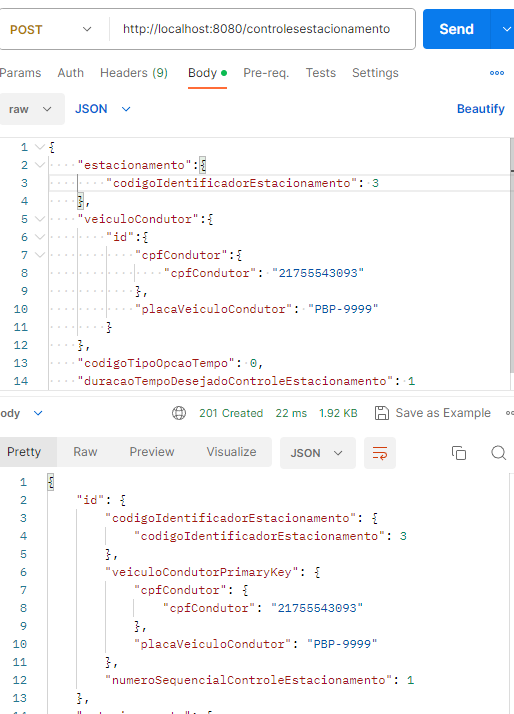 POST http://localhost:8080/controlesestacionamento Send
Params Auth Headers (9) Body Pre-req. Tests Settings
raw JSON Beautify
1 {
2 "estacionamento":{
3 "codigoIdentificadorEstacionamento": 3
4 },
5 "veiculoCondutor":{
6 "id":{
7 "cpfCondutor":{
8 "cpfCondutor": "21755543093"
9 },
10 "placaVeiculoCondutor": "PBP-9999"
11 }
12 },
13 "codigoTipoOpcaoTempo": 0,
14 "duracaoTempoDesejadoControleEstacionamento": 1
ody 201 Created 22 ms 1.92 KB Save as Example
Pretty Raw Preview Visualize JSON
1 {
2 "id": {
3 "codigoIdentificadorEstacionamento": {
4 "codigoIdentificadorEstacionamento": 3
5 },
6 "veiculoCondutorPrimaryKey": {
7 "cpfCondutor": {
8 "cpfCondutor": "21755543093"
9 },
10 "placaVeiculoCondutor": "PBP-9999"
11 },
12 "numeroSequencialControleEstacionamento": 1
13 },